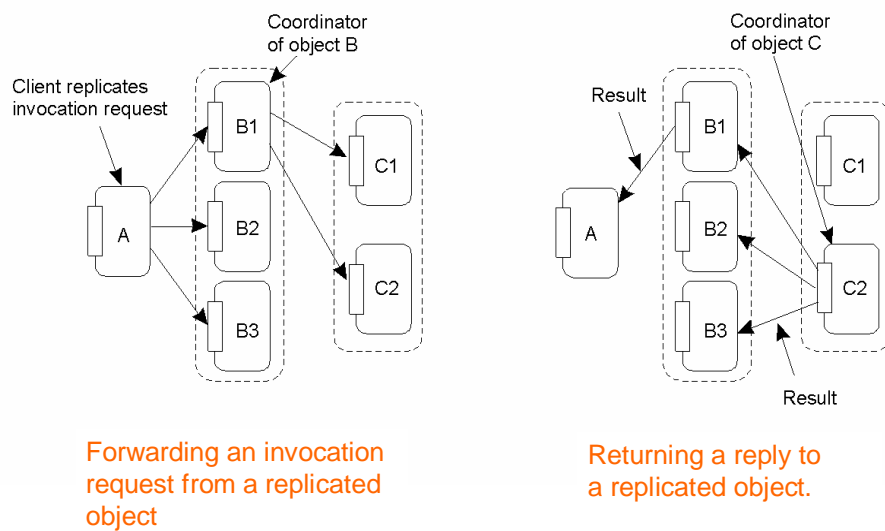 Coordinator
of object B
Client replicates
invocation request
B1
C1
A
B2
C2
B3
Coordinator
of object C
Result
B1
C1
A
B2
C2
B3
Result
Forwarding an invocation
request from a replicated
object
Returning a reply to
a replicated object.